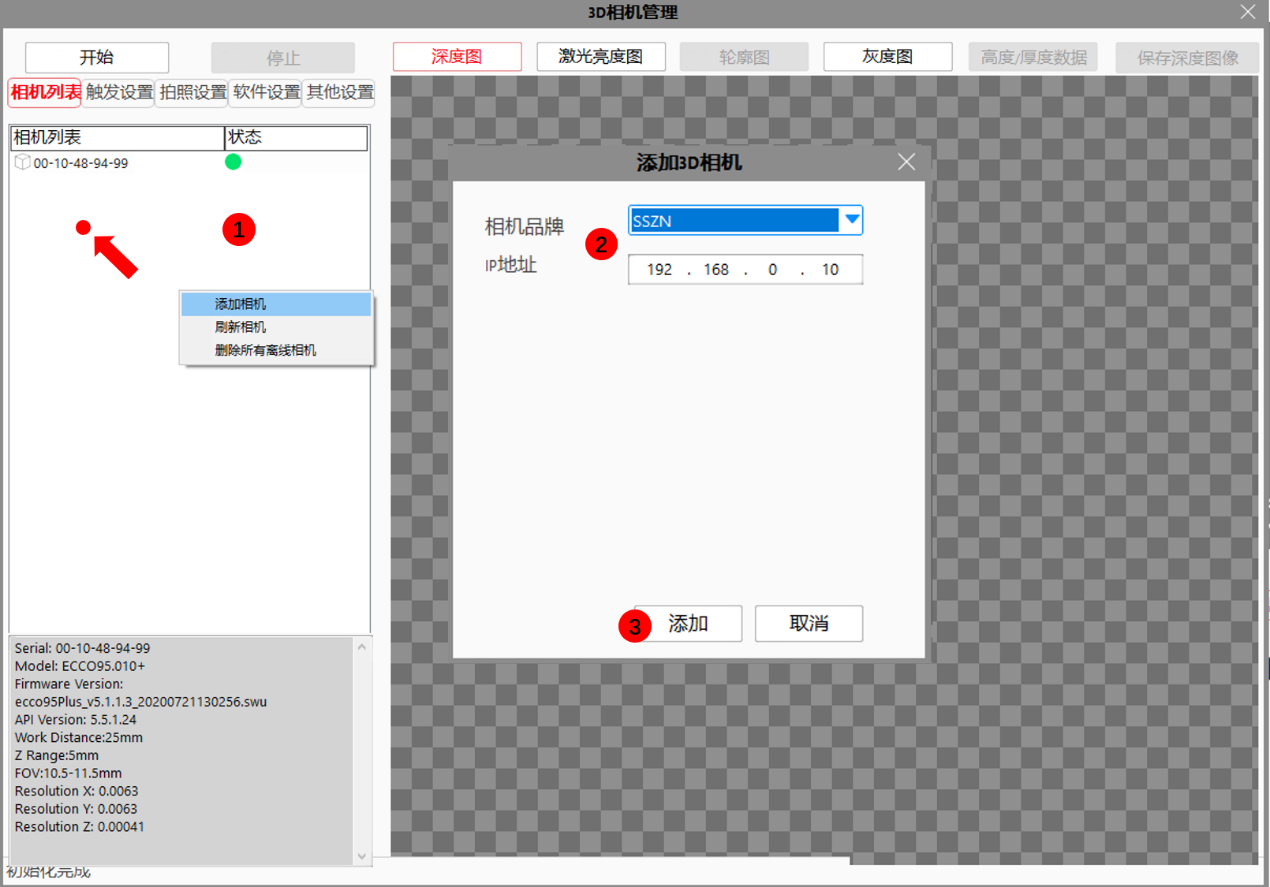 3D相机管理
开始 停止 深度图 激光亮度图 轮廓图 灰度图 高度/厚度数据 保存深度图像
相机列表 触发设置 拍照设置 软件设置 其他设置
相机列表 状态
00-10-48-94-99
1
添加相机
刷新相机
删除所有离线相机
添加3D相机
相机品牌 SSZN
2
IP地址 192 . 168 . 0 . 10
3 添加 取消
Serial: 00-10-48-94-99
Model: ECCO95.010+
Firmware Version:
ecco95Plus_v5.1.1.3_20200721130256.swu
API Version: 5.5.1.24
Work Distance:25mm
Z Range:5mm
FOV:10.5-11.5mm
Resolution X: 0.0063
Resolution Y: 0.0063
Resolution Z: 0.00041
初始化完成